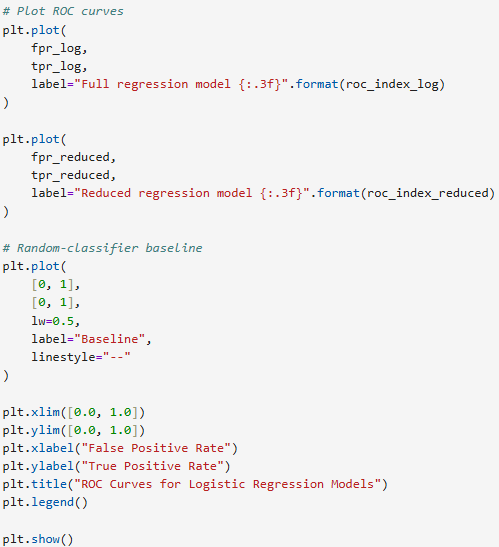 # Plot ROC curves
plt.plot(
    fpr_log,
    tpr_log,
    label="Full regression model {:.3f}".format(roc_index_log)
)

plt.plot(
    fpr_reduced,
    tpr_reduced,
    label="Reduced regression model {:.3f}".format(roc_index_reduced)
)

# Random-classifier baseline
plt.plot(
    [0, 1],
    [0, 1],
    lw=0.5,
    label="Baseline",
    linestyle="--"
)

plt.xlim([0.0, 1.0])
plt.ylim([0.0, 1.0])
plt.xlabel("False Positive Rate")
plt.ylabel("True Positive Rate")
plt.title("ROC Curves for Logistic Regression Models")
plt.legend()

plt.show()